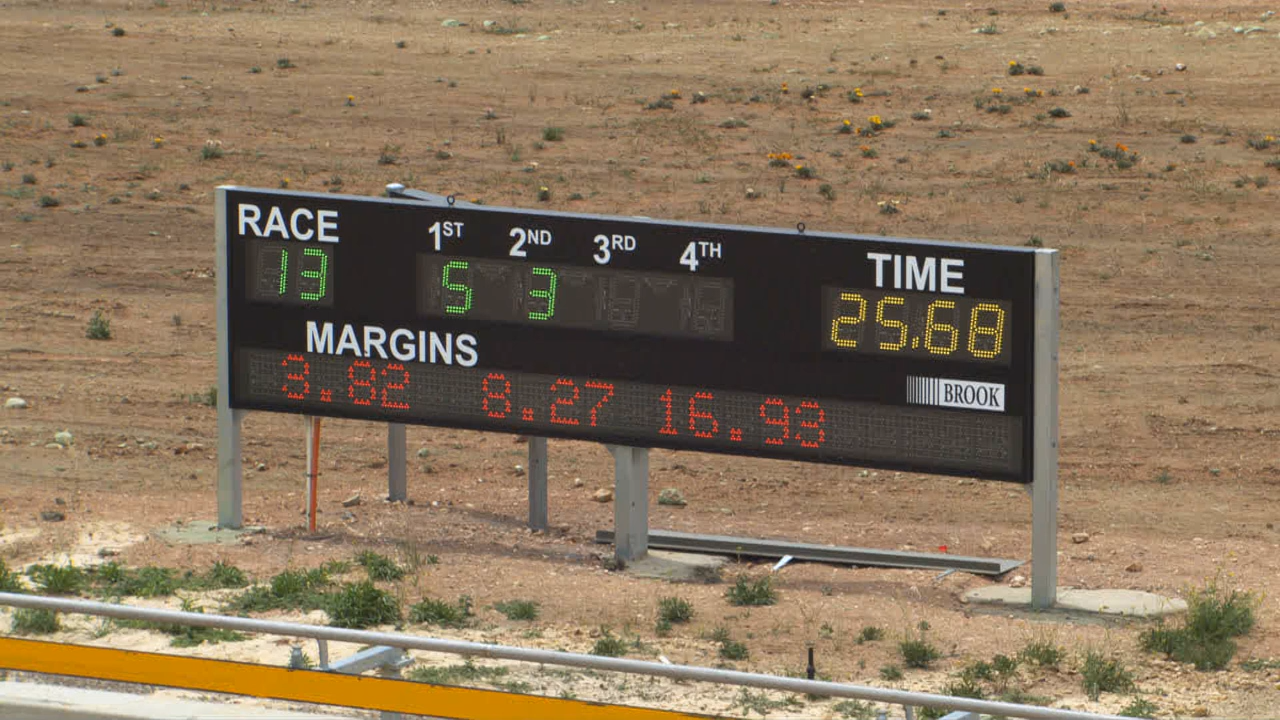 RACE 1ST 2ND 3RD 4TH TIME
13 5 3 25.68
MARGINS
BROOK
3.82 8.27 16.93